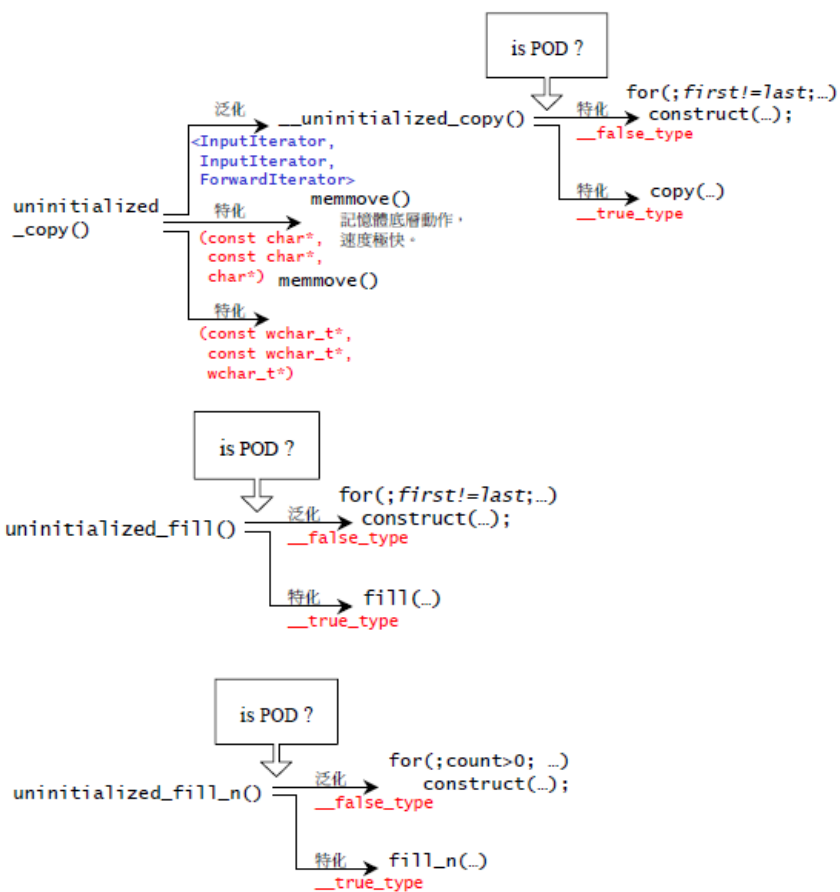 is POD ?
泛化
__uninitialized_copy()
<InputIterator,
InputIterator,
ForwardIterator>
特化
for(;first!=last;…)
construct(…);
__false_type
特化
copy(…)
__true_type
uninitialized
_copy()
特化
memmove()
記憶體底層動作，
速度極快。
(const char*,
const char*,
char*)
memmove()
特化
(const wchar_t*,
const wchar_t*,
wchar_t*)
is POD ?
uninitialized_fill()
泛化
for(;first!=last;…)
construct(…);
__false_type
特化
fill(…)
__true_type
is POD ?
uninitialized_fill_n()
泛化
for(;count>0; …)
construct(…);
__false_type
特化
fill_n(…)
__true_type